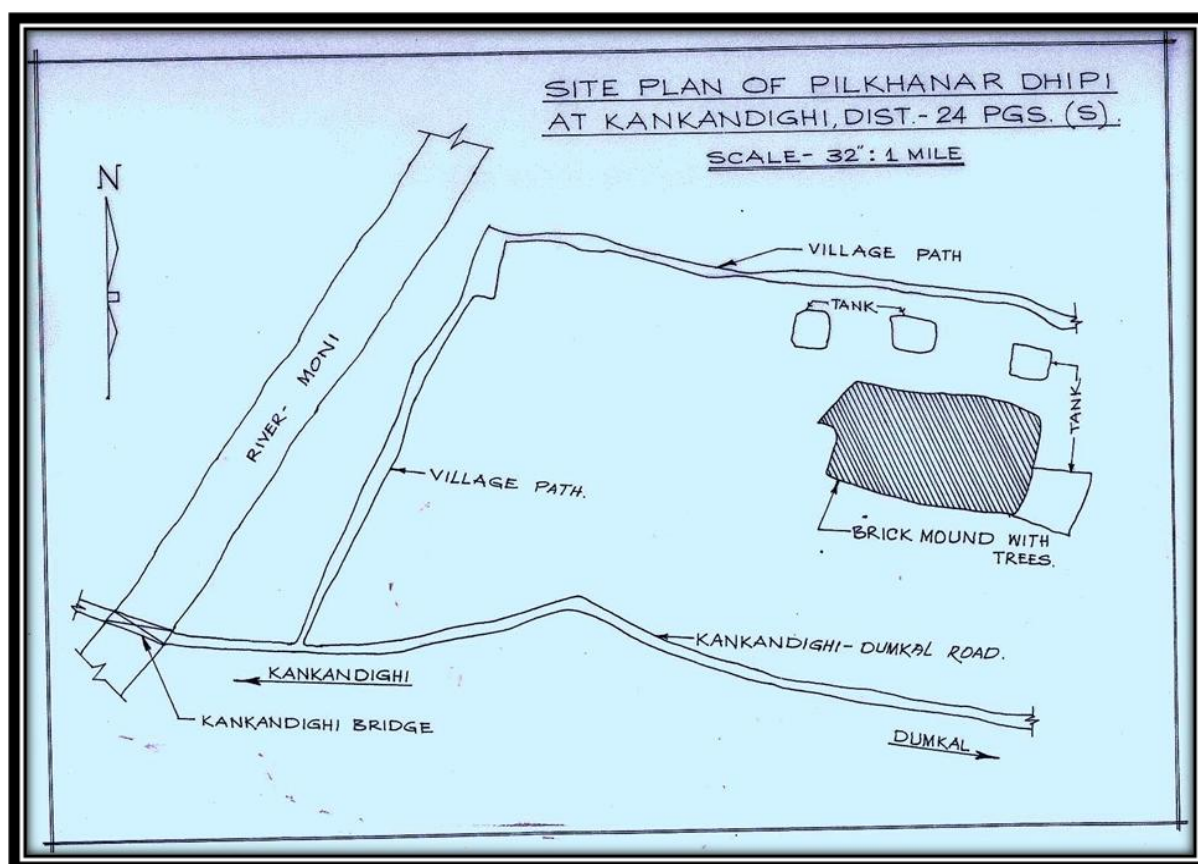 SITE PLAN OF PILKHANAR DHIPI
AT KANKANDIGHI, DIST.- 24 PGS. (S).
SCALE- 32": 1 MILE
N
VILLAGE PATH
TANK
RIVER- MONI
TANK
VILLAGE PATH.
BRICK MOUND WITH
TREES.
KANKANDIGHI- DUMKAL ROAD.
KANKANDIGHI
KANKANDIGHI BRIDGE
DUMKAL